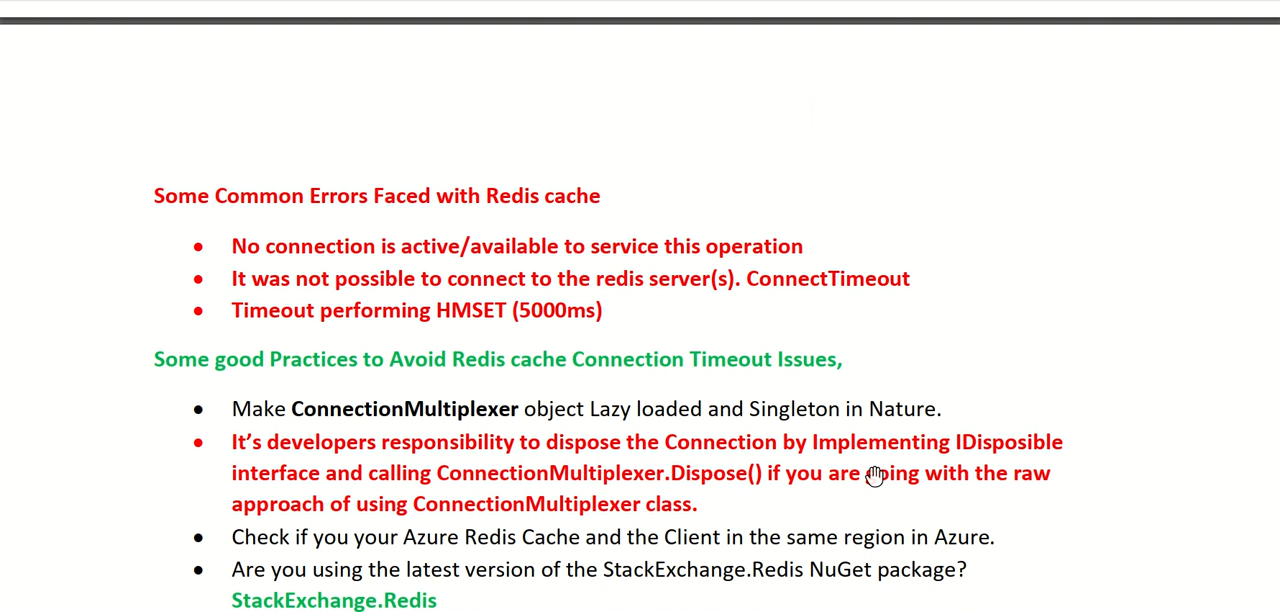 Some Common Errors Faced with Redis cache
• No connection is active/available to service this operation
• It was not possible to connect to the redis server(s). ConnectTimeout
• Timeout performing HMSET (5000ms)
Some good Practices to Avoid Redis cache Connection Timeout Issues,
• Make ConnectionMultiplexer object Lazy loaded and Singleton in Nature.
• It's developers responsibility to dispose the Connection by Implementing IDisposible
interface and calling ConnectionMultiplexer.Dispose() if you are with the raw
approach of using ConnectionMultiplexer class.
• Check if you your Azure Redis Cache and the Client in the same region in Azure.
• Are you using the latest version of the StackExchange.Redis NuGet package?
StackExchange.Redis